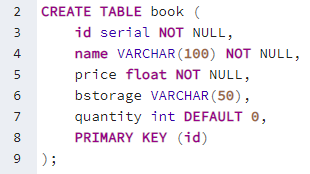 2 CREATE TABLE book (
3     id serial NOT NULL,
4     name VARCHAR(100) NOT NULL,
5     price float NOT NULL,
6     bstorage VARCHAR(50),
7     quantity int DEFAULT 0,
8     PRIMARY KEY (id)
9 );